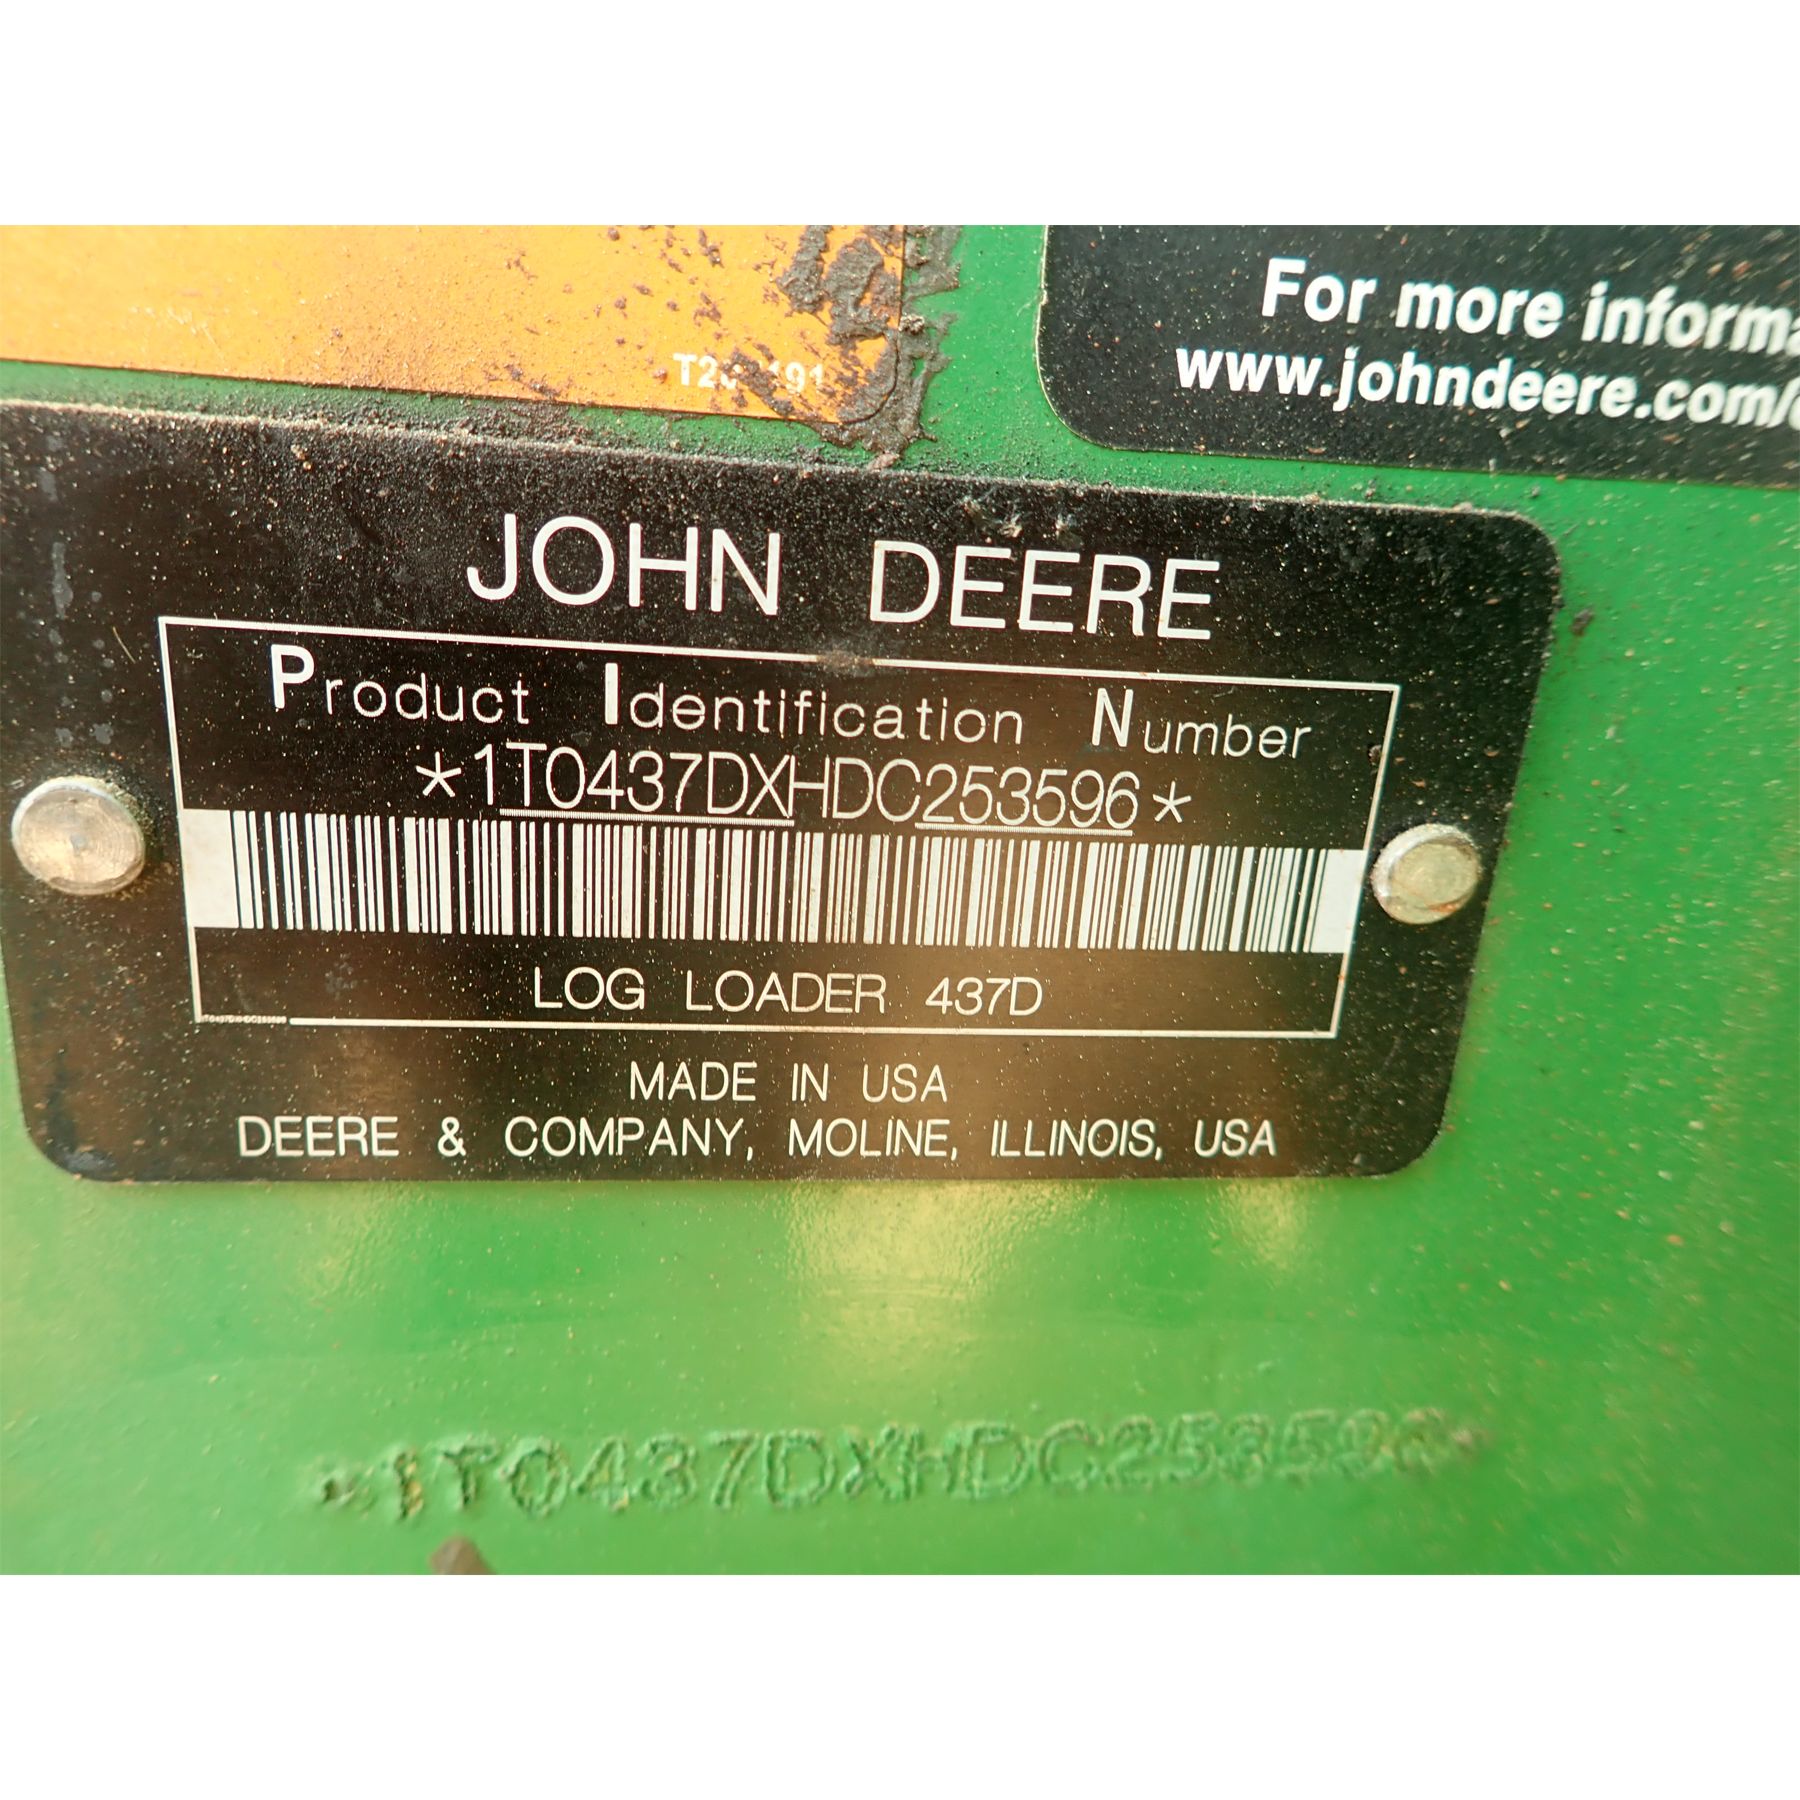 For more
www.johndeere.com/
JOHN DEERE
Product Identification Number
*1T0437DXHDC253596*
LOG LOADER 437D
MADE IN USA
DEERE & COMPANY, MOLINE, ILLINOIS, USA
*1T0437DXHDC253596*